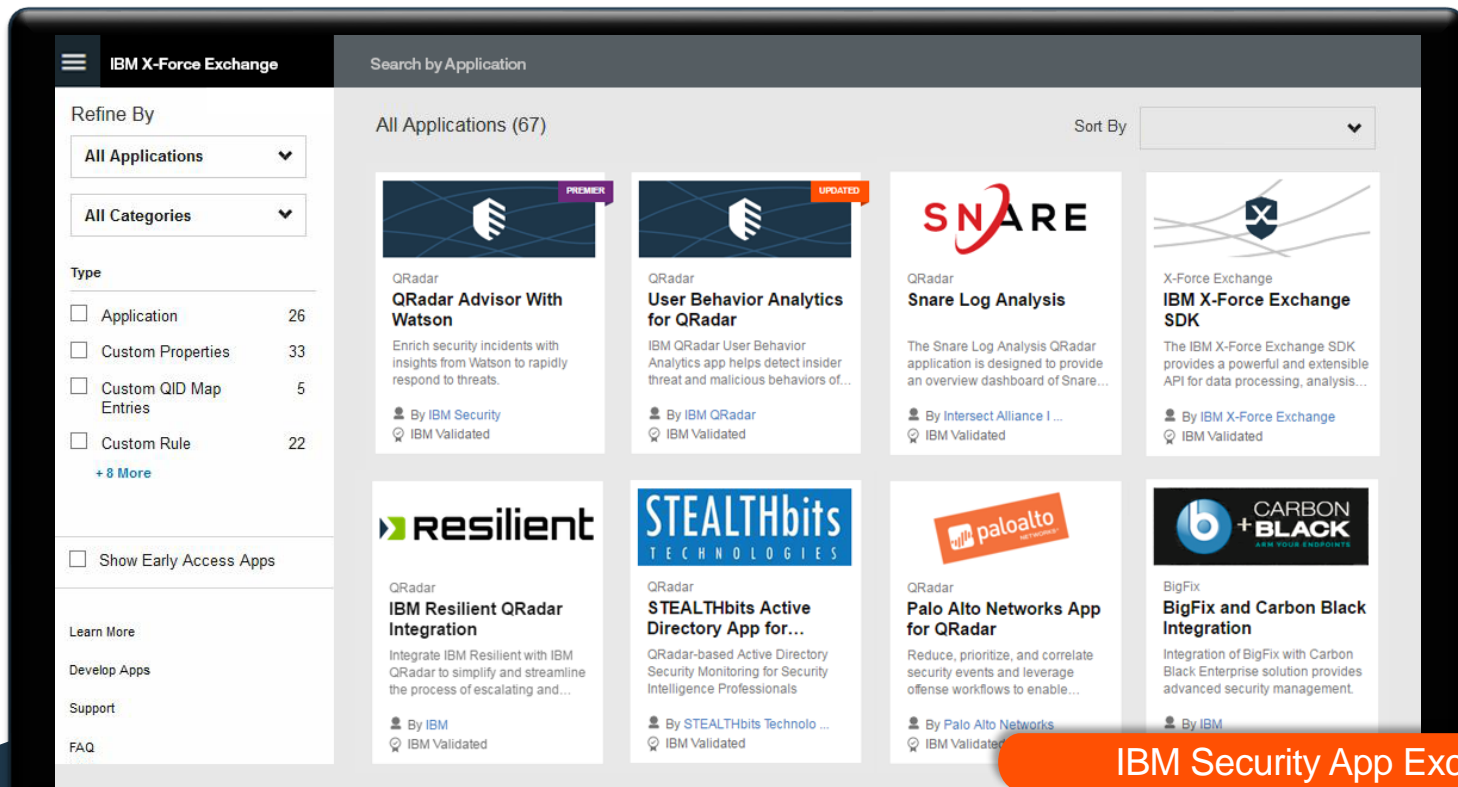 IBM X-Force Exchange
Search by Application
Refine By
All Applications
All Categories
Type
Application 26
Custom Properties 33
Custom QID Map 5
Entries
Custom Rule 22
+ 8 More
Show Early Access Apps
Learn More
Develop Apps
Support
FAQ
All Applications (67)
Sort By
PREMIER
QRadar
QRadar Advisor With
Watson
Enrich security incidents with
insights from Watson to rapidly
respond to threats.
By IBM Security
IBM Validated
UPDATED
QRadar
User Behavior Analytics
for QRadar
IBM QRadar User Behavior
Analytics app helps detect insider
threat and malicious behaviors of...
By IBM QRadar
IBM Validated
SNARE
QRadar
Snare Log Analysis
The Snare Log Analysis QRadar
application is designed to provide
an overview dashboard of Snare...
By Intersect Alliance I ...
IBM Validated
X
X-Force Exchange
IBM X-Force Exchange
SDK
The IBM X-Force Exchange SDK
provides a powerful and extensible
API for data processing, analysis...
By IBM X-Force Exchange
IBM Validated
Resilient
QRadar
IBM Resilient QRadar
Integration
Integrate IBM Resilient with IBM
QRadar to simplify and streamline
the process of escalating and...
By IBM
IBM Validated
STEALTHbits
TECHNOLOGIES
QRadar
STEALTHbits Active
Directory App for...
QRadar-based Active Directory
Security Monitoring for Security
Intelligence Professionals
By STEALTHbits Technolo ...
IBM Validated
paloalto
NETWORKS
QRadar
Palo Alto Networks App
for QRadar
Reduce, prioritize, and correlate
security events and leverage
offense workflows to enable...
By Palo Alto Networks
IBM Validated
b + CARBON
BLACK
ARM YOUR ENDPOINTS
BigFix
BigFix and Carbon Black
Integration
Integration of BigFix with Carbon
Black Enterprise solution provides
advanced security management.
By IBM
IBM Security App Exc